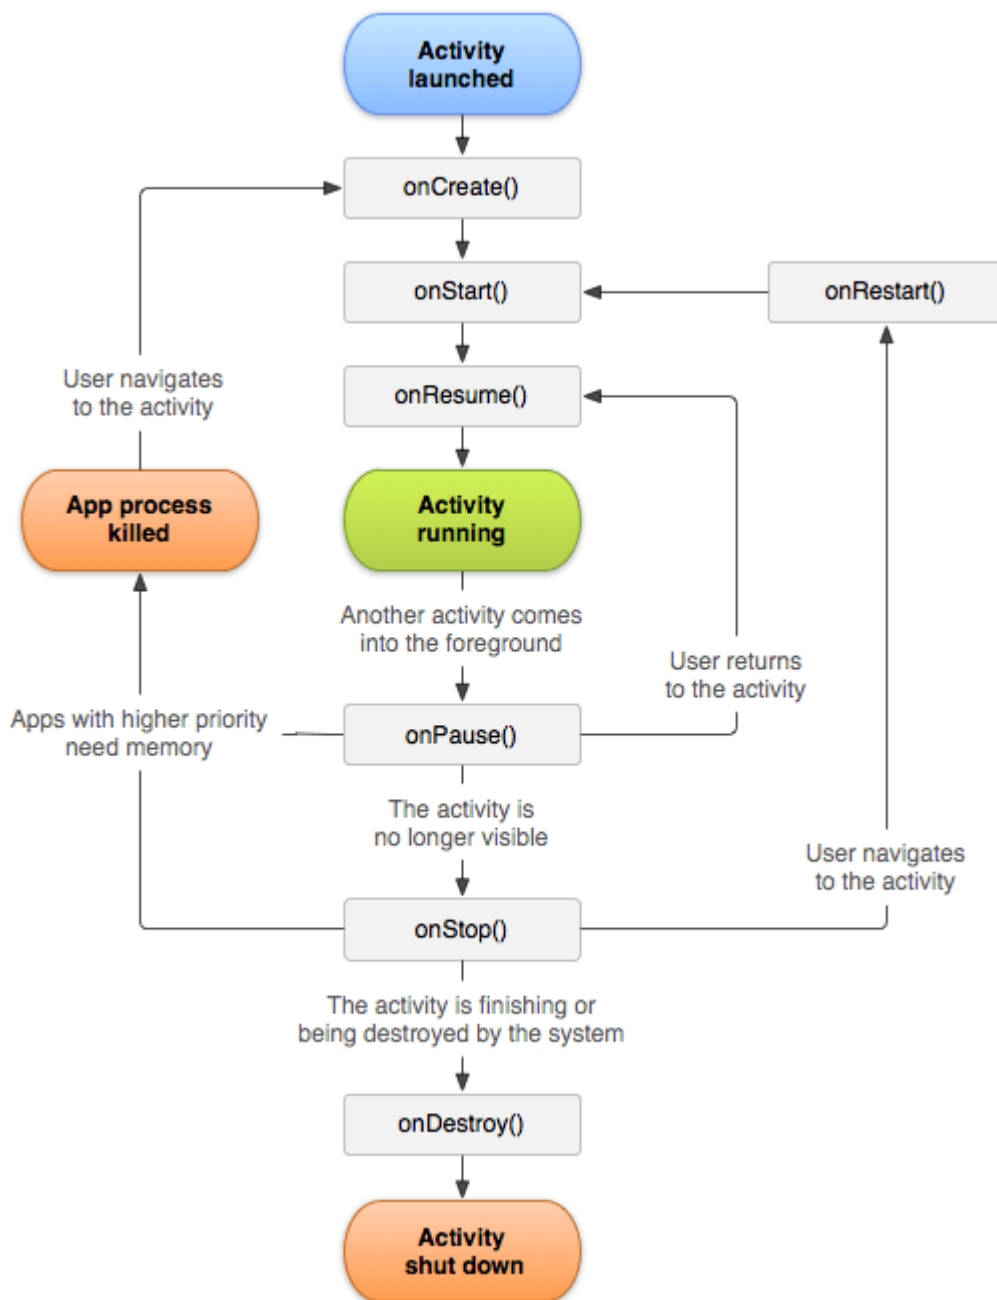 Activity
launched
onCreate()
onStart()
onRestart()
User navigates
to the activity
onResume()
App process
killed
Activity
running
Another activity comes
into the foreground
User returns
to the activity
Apps with higher priority
need memory
onPause()
The activity is
no longer visible
User navigates
to the activity
onStop()
The activity is finishing or
being destroyed by the system
onDestroy()
Activity
shut down